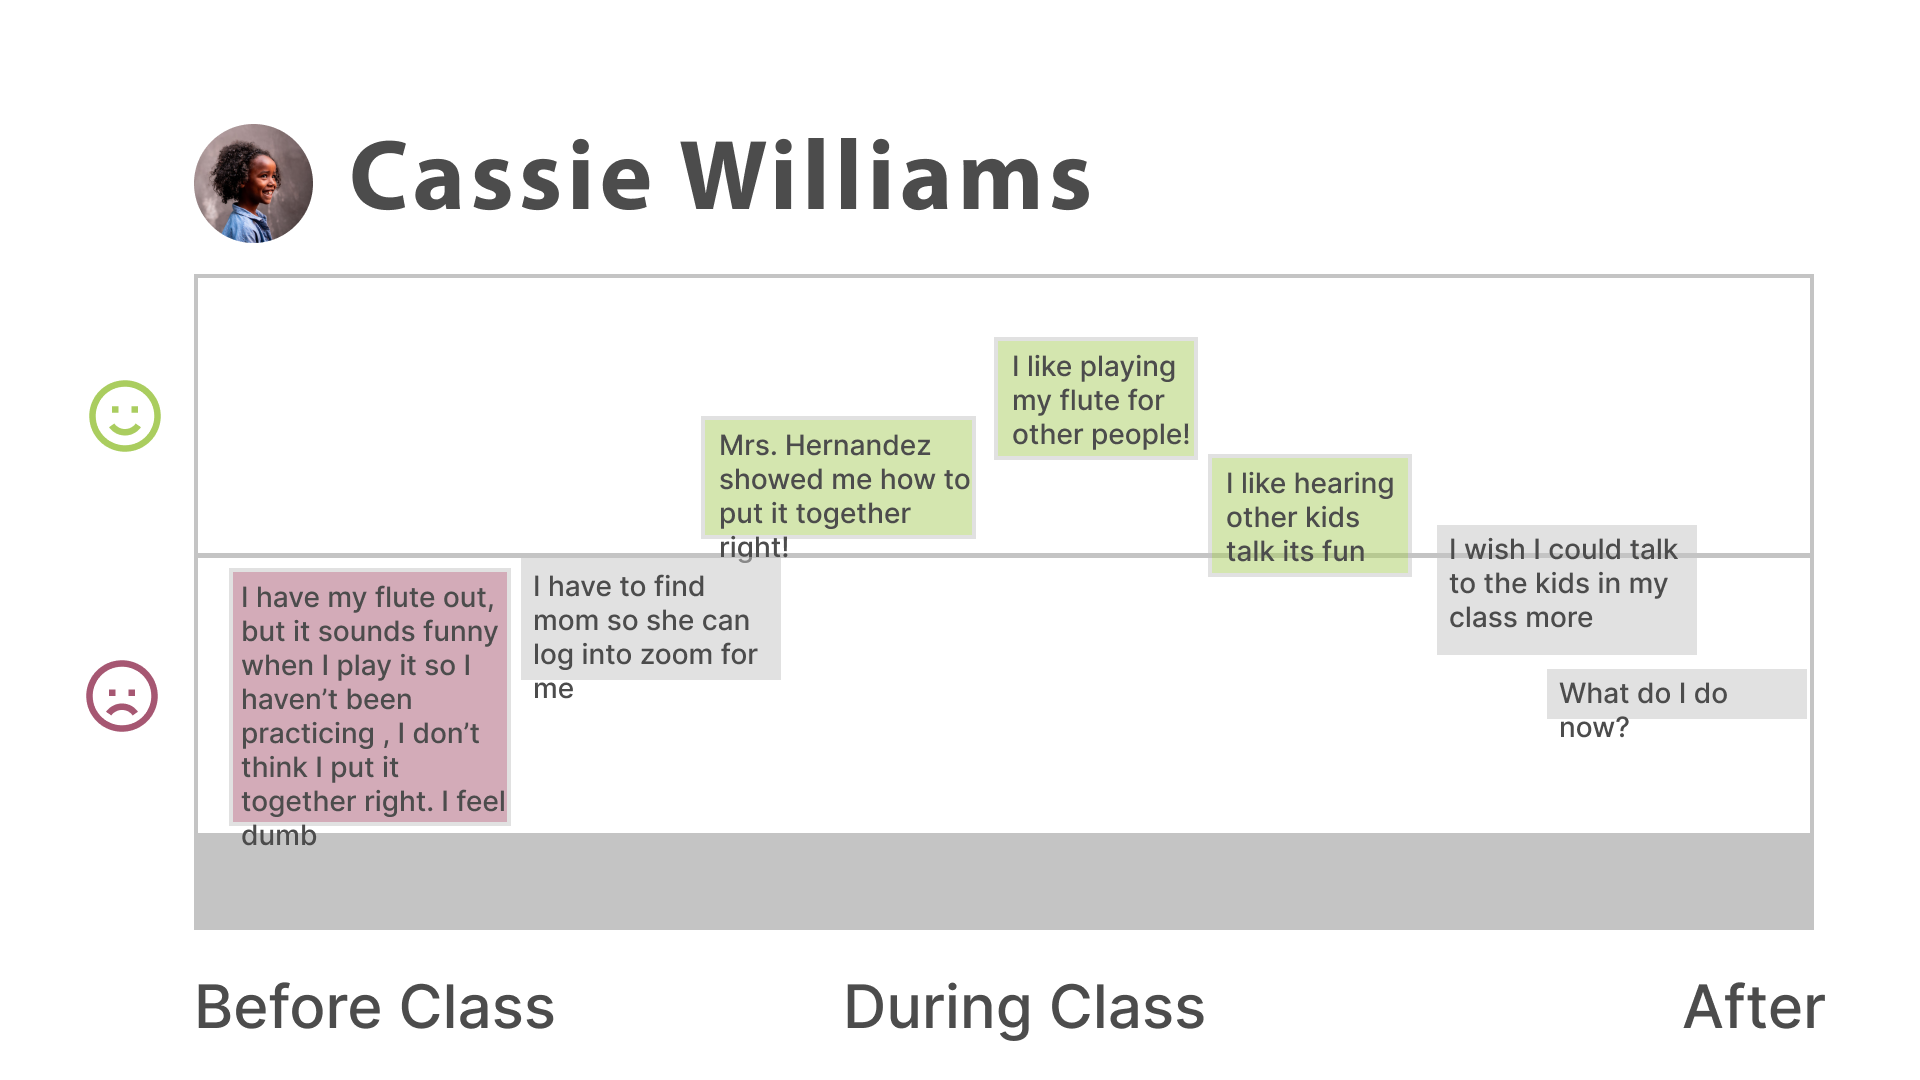 Cassie Williams
I like playing
my flute for
other people!
Mrs. Hernandez
showed me how to
put it together
right!
I like hearing
other kids
talk its fun
I wish I could talk
to the kids in my
class more
I have my flute out,
but it sounds funny
when I play it so I
haven’t been
practicing , I don’t
think I put it
together right. I feel
dumb
I have to find
mom so she can
log into zoom for
me
What do I do
now?
Before Class
During Class
After